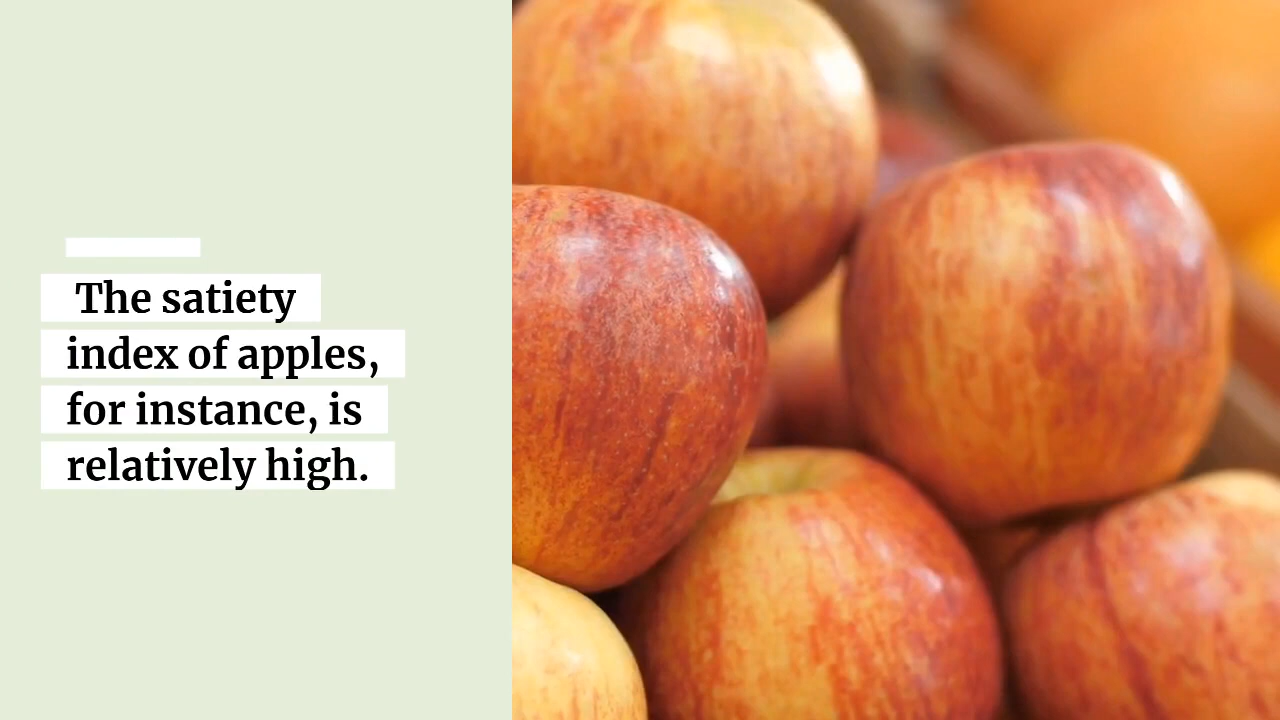 The satiety
index of apples,
for instance, is
relatively high.